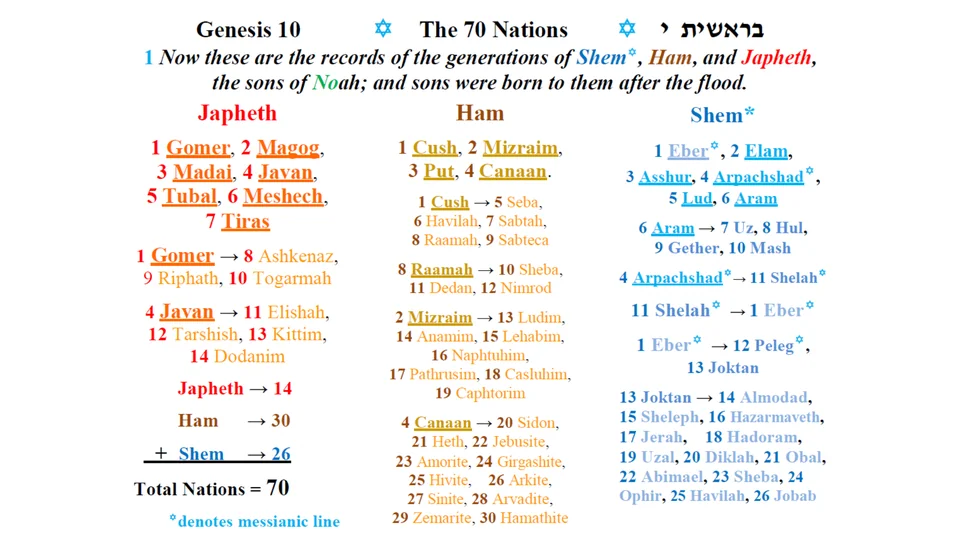 Genesis 10 ✡ The 70 Nations ✡ בראשית י
1 Now these are the records of the generations of Shem✡, Ham, and Japheth,
the sons of Noah; and sons were born to them after the flood.
Japheth
1 Gomer, 2 Magog,
3 Madai, 4 Javan,
5 Tubal, 6 Meshech,
7 Tiras
1 Gomer → 8 Ashkenaz,
9 Riphath, 10 Togarmah
4 Javan → 11 Elishah,
12 Tarshish, 13 Kittim,
14 Dodanim
Japheth → 14
Ham → 30
+ Shem → 26
Total Nations = 70
✡denotes messianic line
Ham
1 Cush, 2 Mizraim,
3 Put, 4 Canaan.
1 Cush → 5 Seba,
6 Havilah, 7 Sabtah,
8 Raamah, 9 Sabteca
8 Raamah → 10 Sheba,
11 Dedan, 12 Nimrod
2 Mizraim → 13 Ludim,
14 Anamim, 15 Lehabim,
16 Naphtuhim,
17 Pathrusim, 18 Casluhim,
19 Caphtorim
4 Canaan → 20 Sidon,
21 Heth, 22 Jebusite,
23 Amorite, 24 Girgashite,
25 Hivite, 26 Arkite,
27 Sinite, 28 Arvadite,
29 Zemarite, 30 Hamathite
Shem*
1 Eber✡, 2 Elam,
3 Asshur, 4 Arpachshad✡,
5 Lud, 6 Aram
6 Aram → 7 Uz, 8 Hul,
9 Gether, 10 Mash
4 Arpachshad✡→ 11 Shelah✡
11 Shelah✡ → 1 Eber✡
1 Eber✡ → 12 Peleg✡,
13 Joktan
13 Joktan → 14 Almodad,
15 Sheleph, 16 Hazarmaveth,
17 Jerah, 18 Hadoram,
19 Uzal, 20 Diklah, 21 Obal,
22 Abimael, 23 Sheba, 24
Ophir, 25 Havilah, 26 Jobab